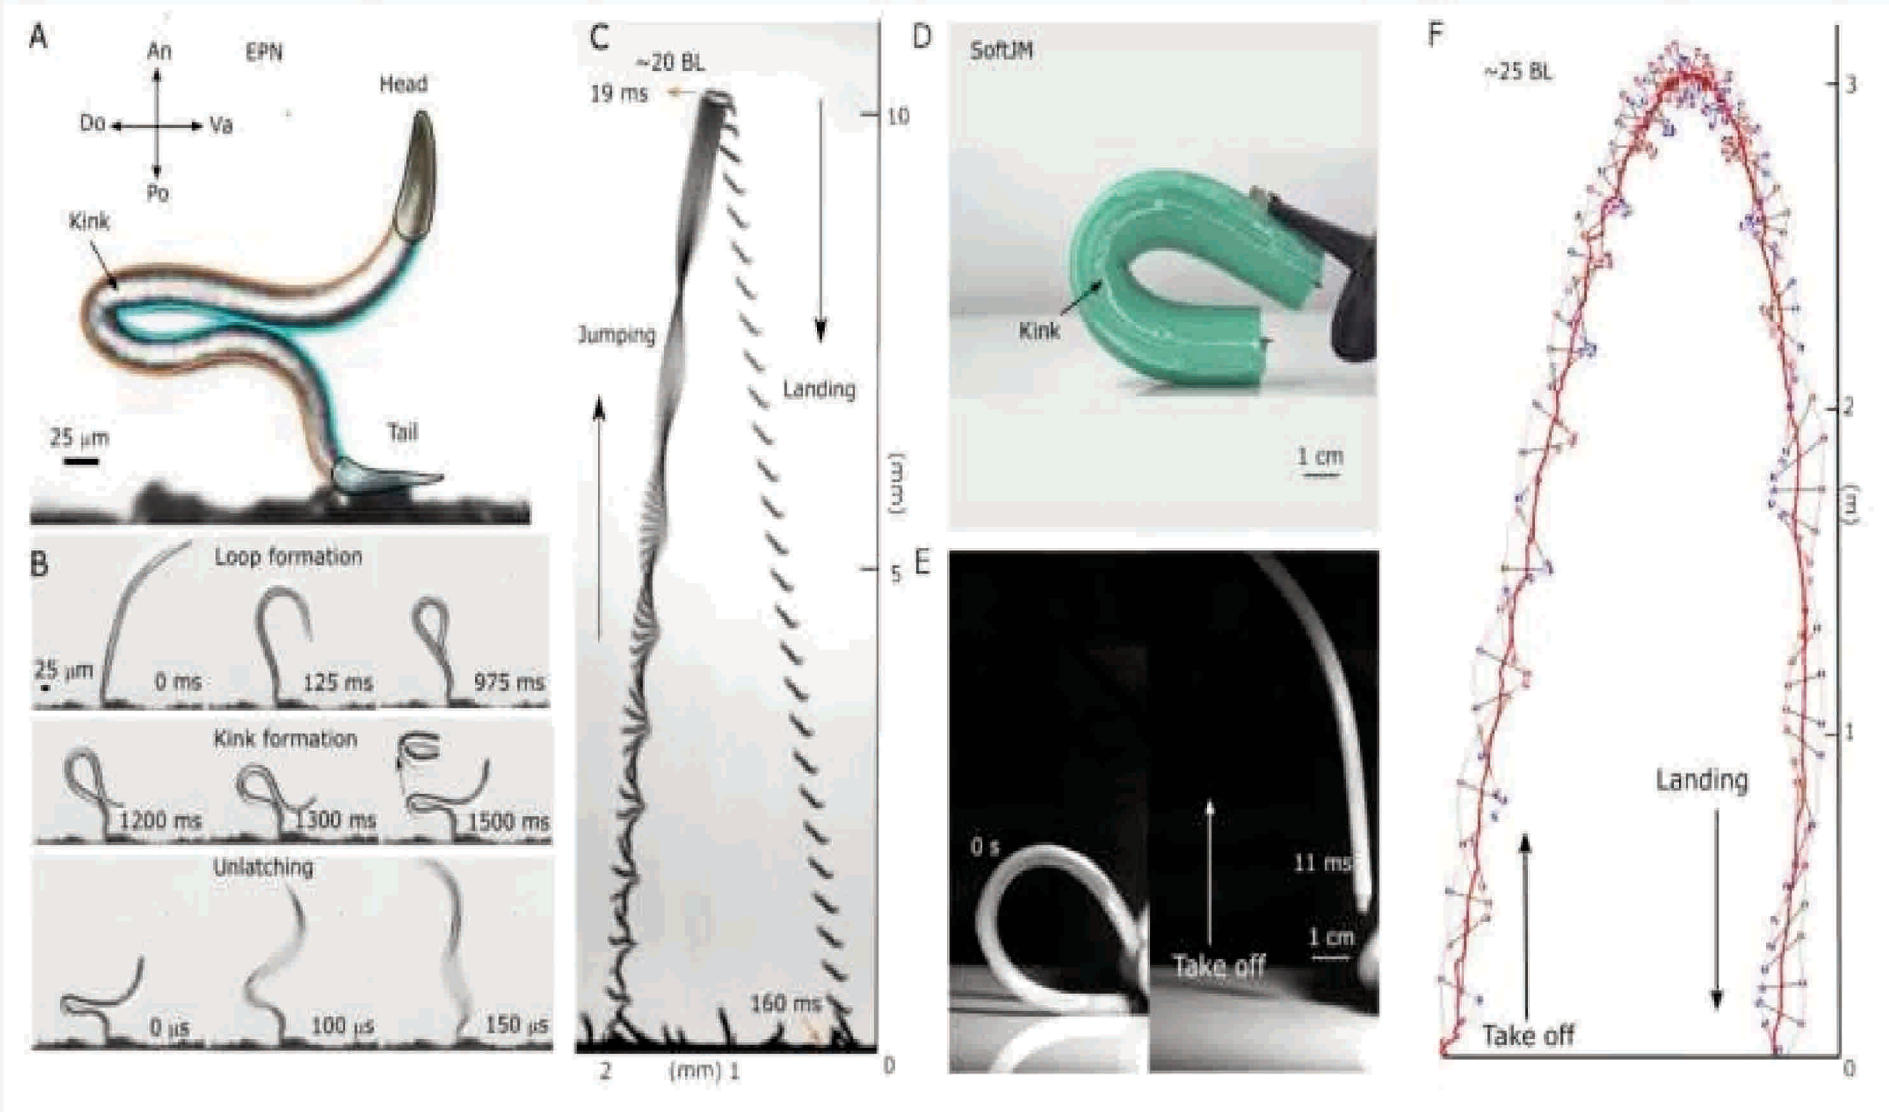 A
An
EPN
Head
Do
Va
Po
Kink
25 µm
Tail
B
Loop formation
25 µm
0 ms
125 ms
975 ms
Kink formation
1200 ms
1300 ms
1500 ms
Unlatching
0 µs
100 µs
150 µs
C
~20 BL
19 ms
10
Jumping
Landing
(mm)
5
160 ms
0
2
(mm) 1
D
SoftJM
Kink
1 cm
E
0 s
11 ms
1 cm
Take off
F
~25 BL
3
2
(m)
1
Landing
Take off
0